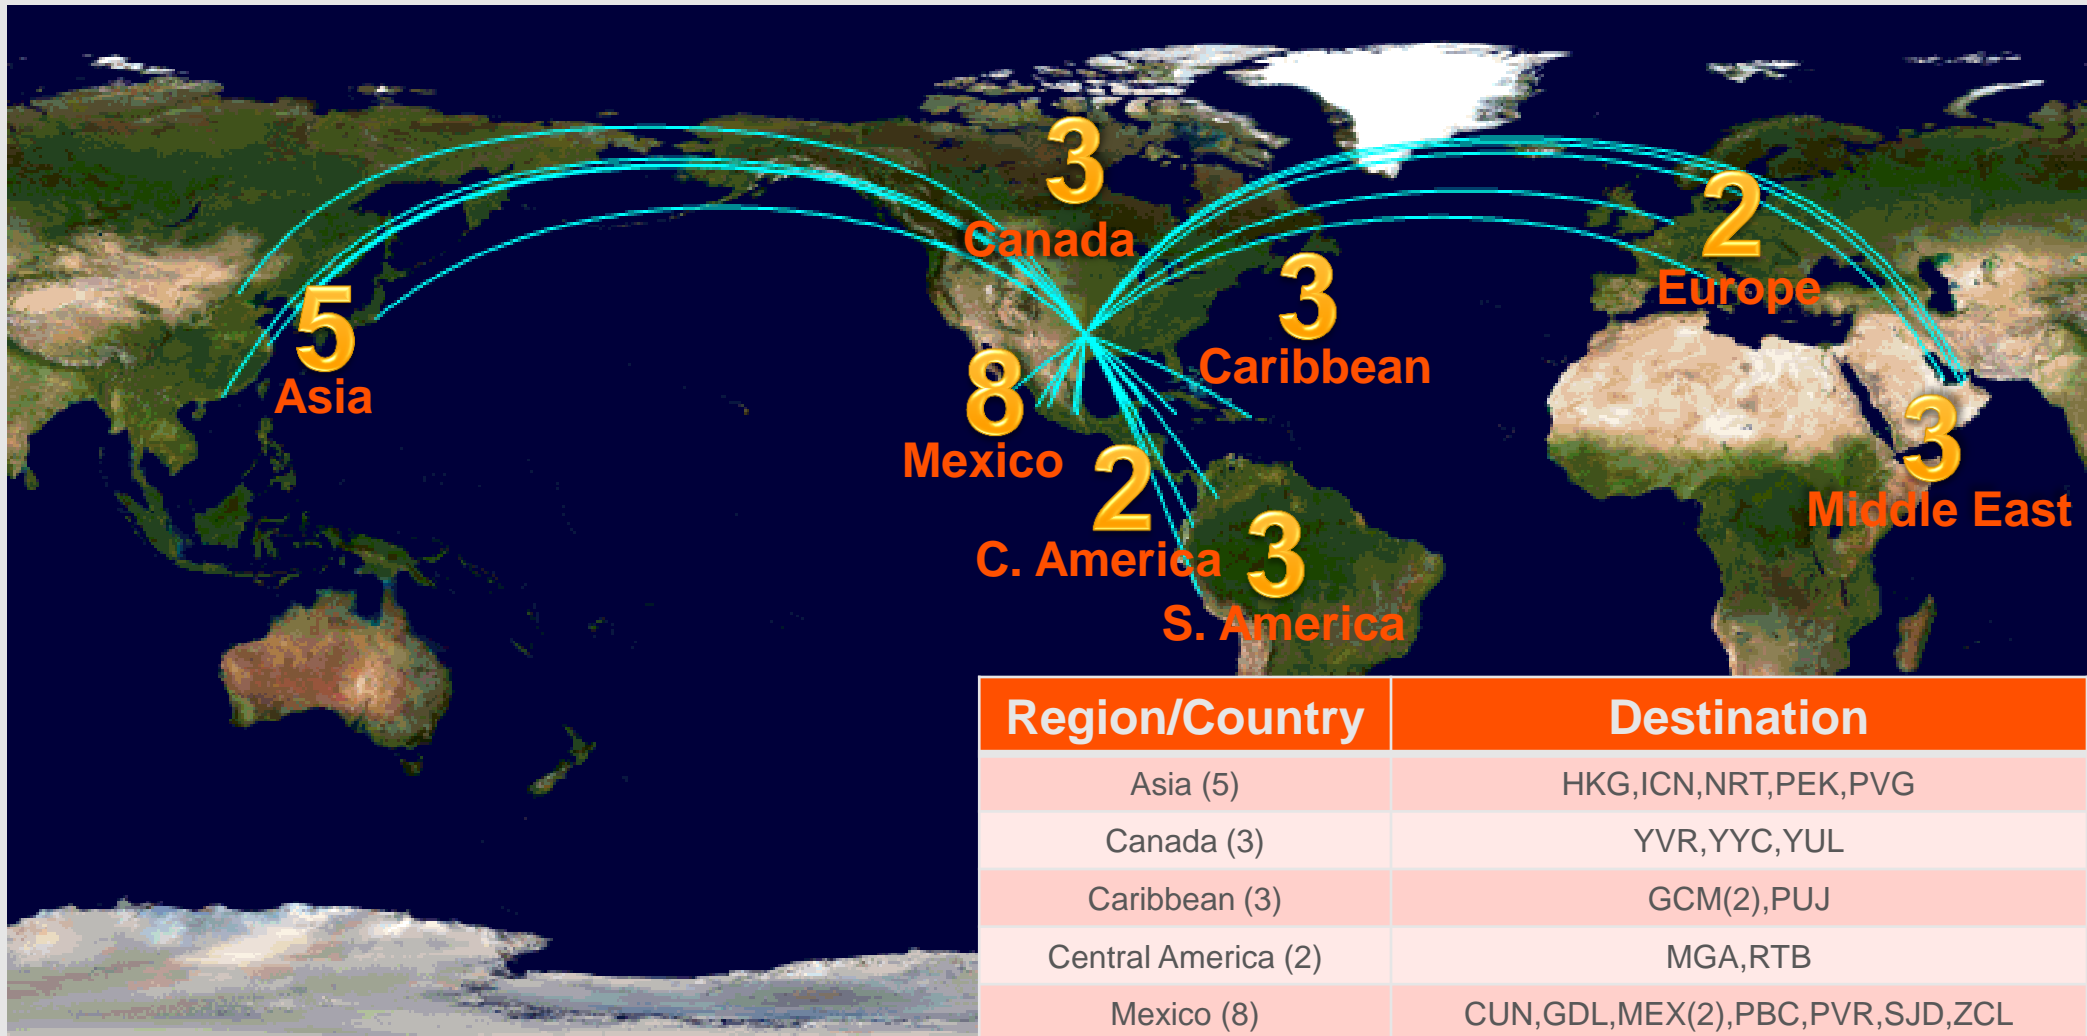 3
Canada
2
Europe
3
Caribbean
5
Asia
8
Mexico
3
Middle East
2
C. America
3
S. America
Region/Country Destination
Asia (5) HKG,ICN,NRT,PEK,PVG
Canada (3) YVR,YYC,YUL
Caribbean (3) GCM(2),PUJ
Central America (2) MGA,RTB
Mexico (8) CUN,GDL,MEX(2),PBC,PVR,SJD,ZCL